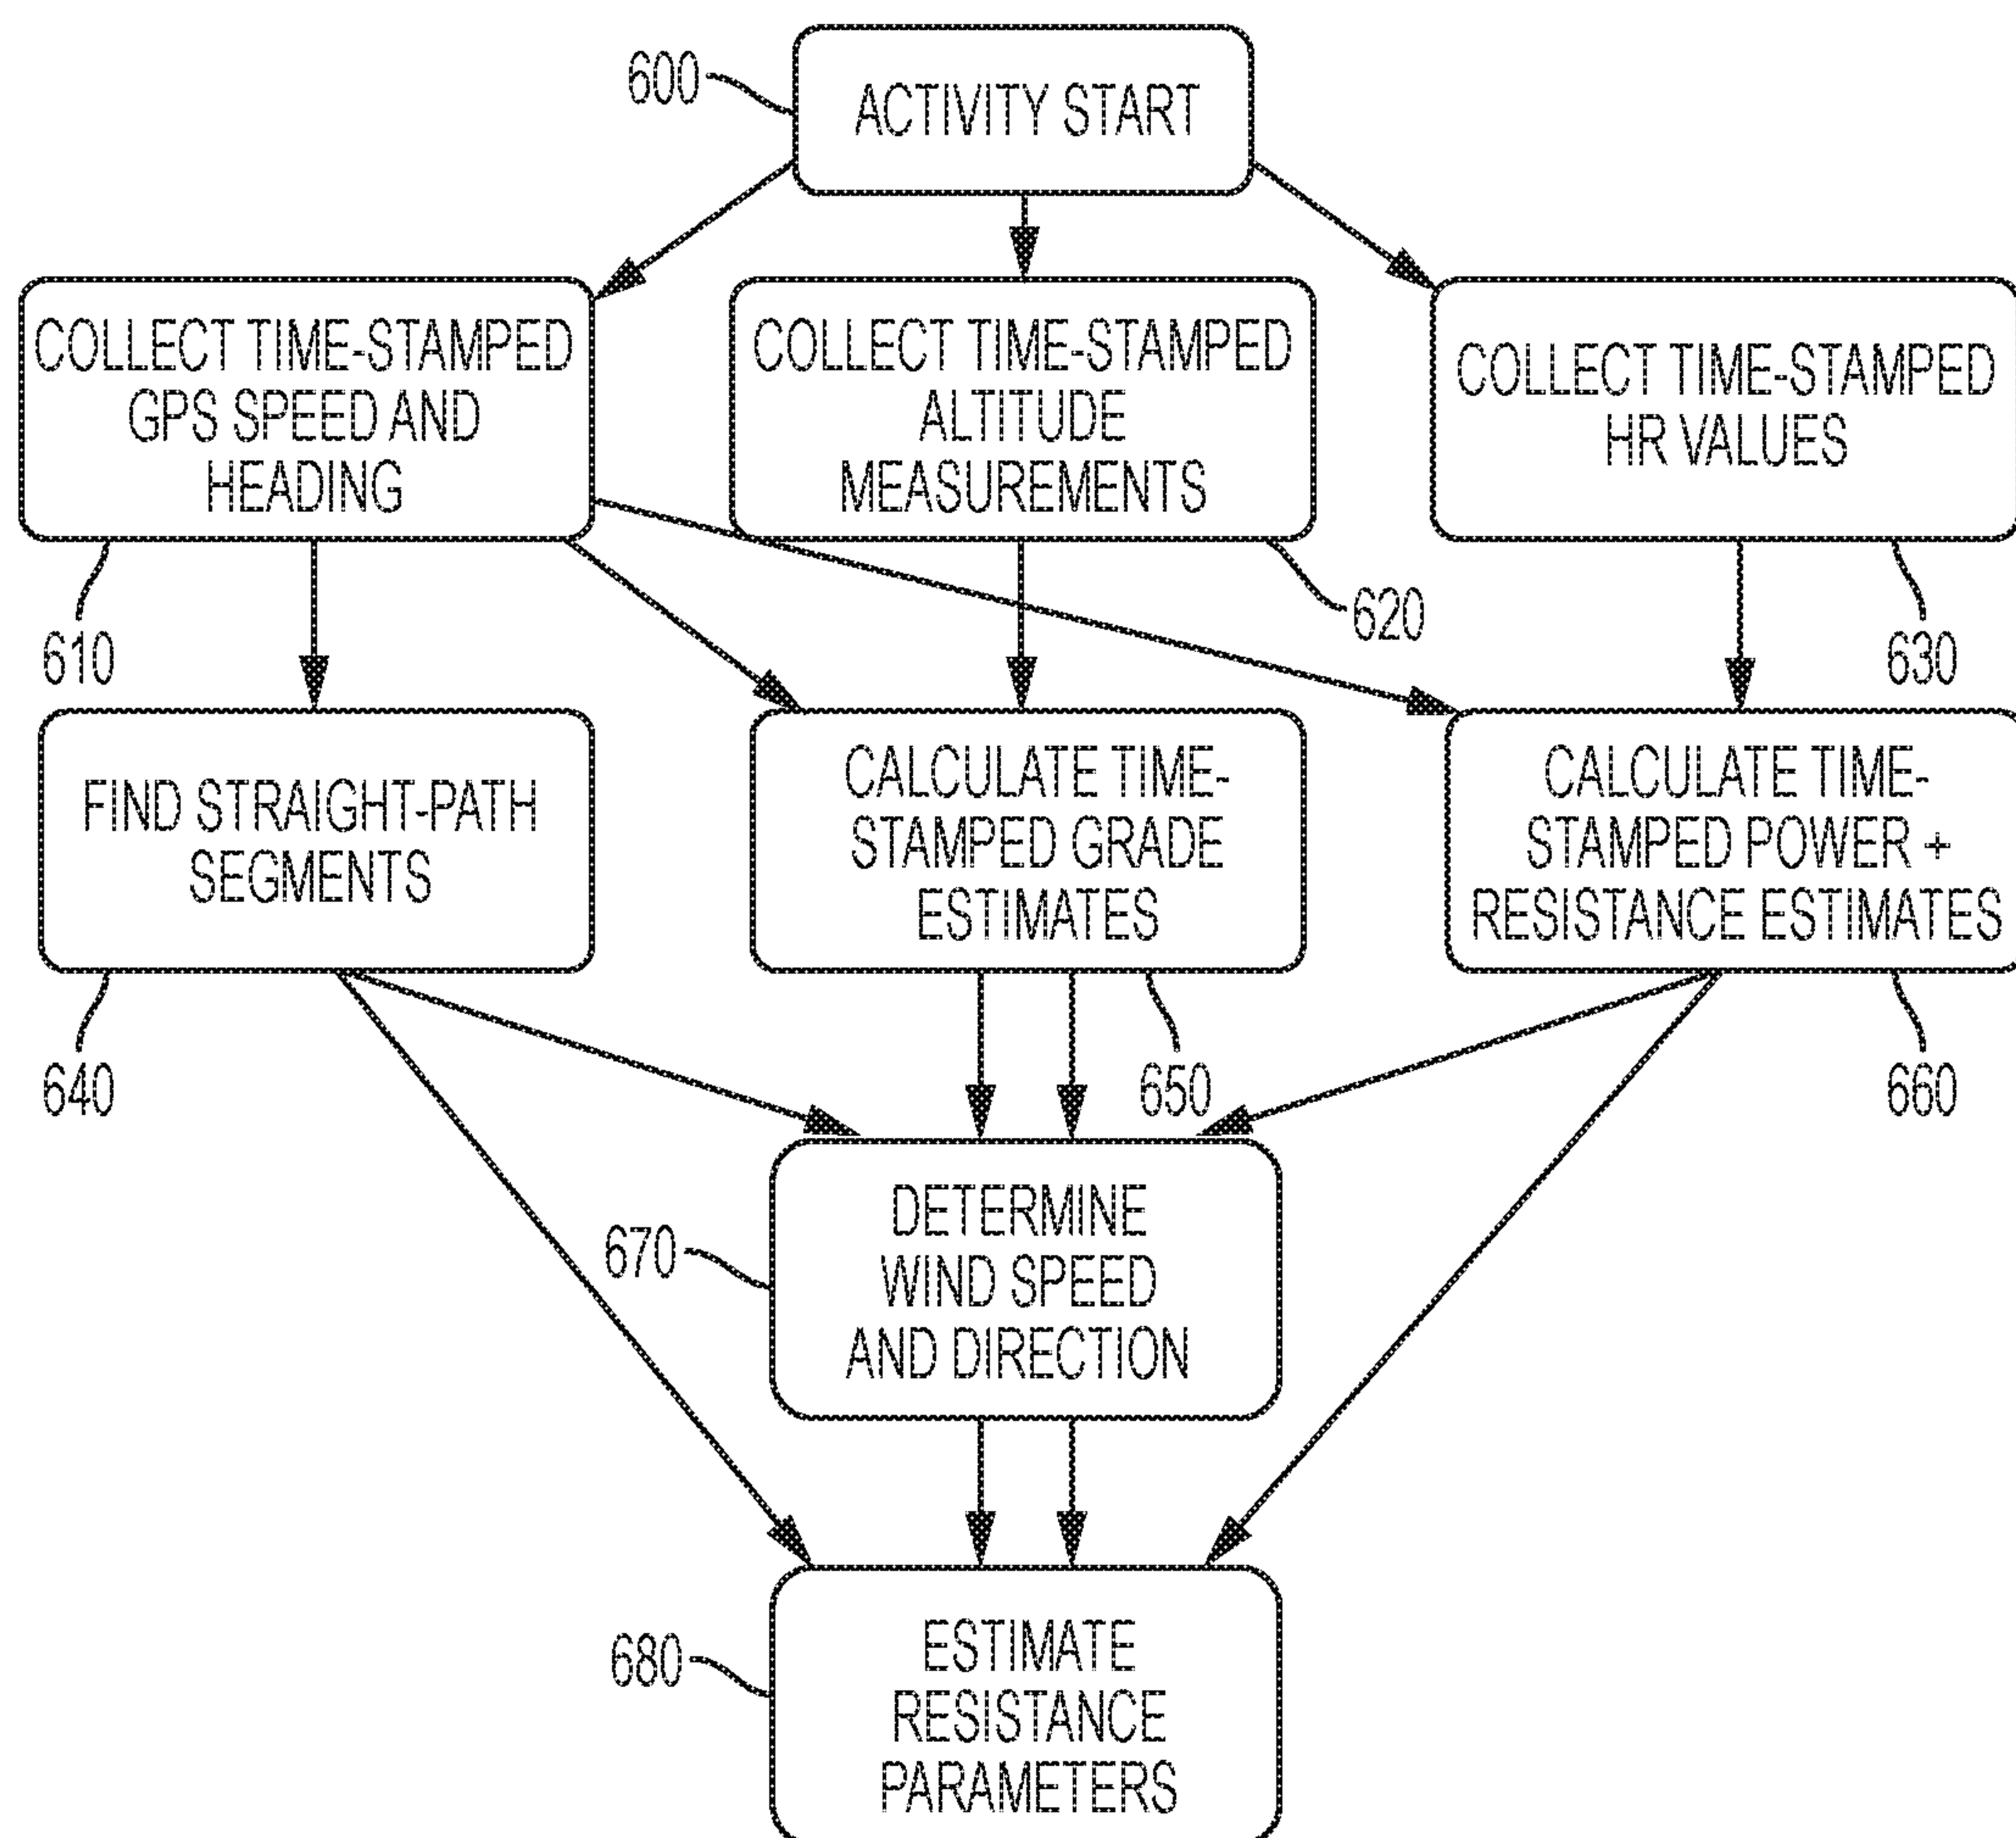 600
ACTIVITY START
COLLECT TIME-STAMPED
GPS SPEED AND
HEADING
610
COLLECT TIME-STAMPED
ALTITUDE
MEASUREMENTS
620
COLLECT TIME-STAMPED
HR VALUES
630
FIND STRAIGHT-PATH
SEGMENTS
640
CALCULATE TIME-
STAMPED GRADE
ESTIMATES
650
CALCULATE TIME-
STAMPED POWER +
RESISTANCE ESTIMATES
660
670
DETERMINE
WIND SPEED
AND DIRECTION
680
ESTIMATE
RESISTANCE
PARAMETERS